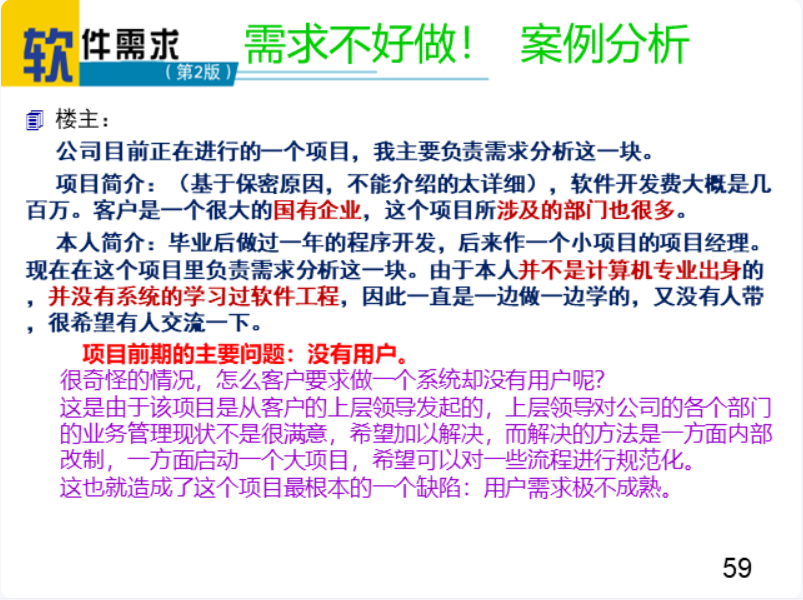 软件需求
（第2版）
需求不好做！ 案例分析
楼主：
公司目前正在进行的一个项目，我主要负责需求分析这一块。
项目简介：（基于保密原因，不能介绍的太详细），软件开发费大概是几
百万。客户是一个很大的国有企业，这个项目所涉及的部门也很多。
本人简介：毕业后做过一年的程序开发，后来作一个小项目的项目经理。
现在在这个项目里负责需求分析这一块。由于本人并不是计算机专业出身的
，并没有系统的学习过软件工程，因此一直是一边做一边学的，又没有人带
，很希望有人交流一下。
项目前期的主要问题：没有用户。
很奇怪的情况，怎么客户要求做一个系统却没有用户呢?
这是由于该项目是从客户的上层领导发起的，上层领导对公司的各个部门
的业务管理现状不是很满意，希望加以解决，而解决的方法是一方面内部
改制，一方面启动一个大项目，希望可以对一些流程进行规范化。
这也就造成了这个项目最根本的一个缺陷：用户需求极不成熟。
59